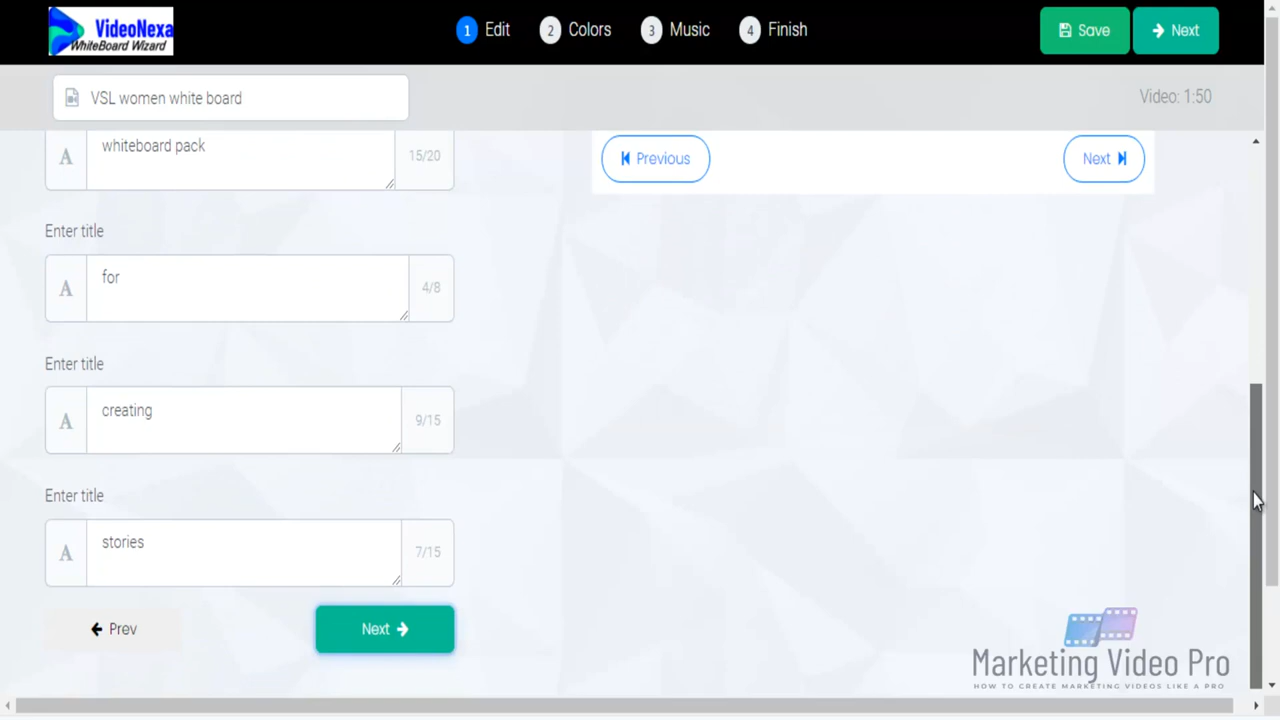 VideoNexa
WhiteBoard Wizard
1 Edit
2 Colors
3 Music
4 Finish
Save
Next
VSL women white board
Video: 1:50
A
whiteboard pack
15/20
Previous
Next
Enter title
A
for
4/8
Enter title
A
creating
9/15
Enter title
A
stories
7/15
Prev
Next
Marketing Video Pro
HOW TO CREATE MARKETING VIDEOS LIKE A PRO